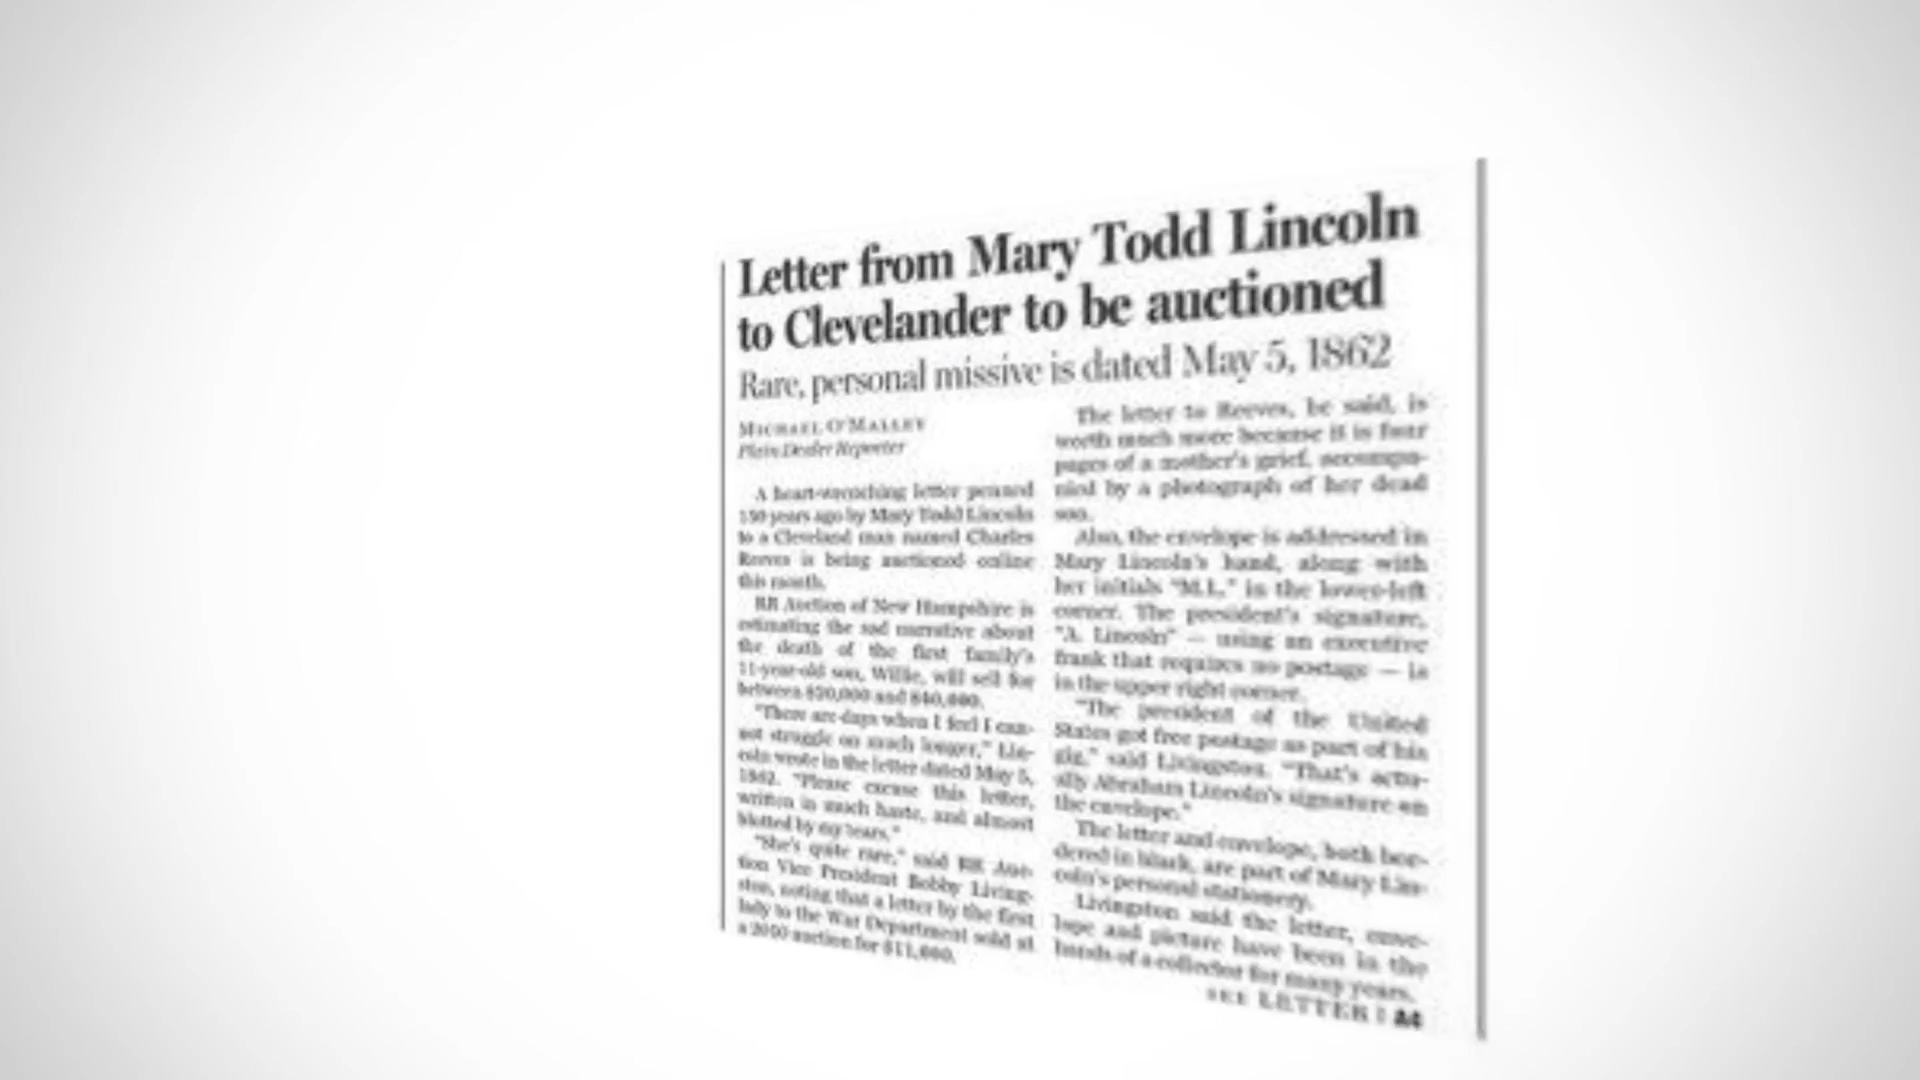 Letter from Mary Todd Lincoln
to Clevelander to be auctioned
Rare, personal missive is dated May 5, 1862
MICHAEL O'MALLEY
Plain Dealer Reporter
A heart-wrenching letter penned
150 years ago by Mary Todd Lincoln
to a Cleveland man named Charles
Reeves is being auctioned online
this month.
RR Auction of New Hampshire is
estimating the sad narrative about
the death of the first family's
11-year-old son, Willie, will sell for
between and
"There are days when I feel I can-
not struggle on much longer," Lin-
coln wrote in the letter dated May 5,
1862. "Please excuse this letter,
written in much haste, and almost
blotted by my tears."
"She's quite rare," said RR Auc-
tion Vice President Bobby Living-
ston, noting that a letter by the first
lady to the War Department sold at
a 2010 auction for $11,000.
The letter to Reeves, he said, is
worth much more because it is four
pages of a mother's grief, accompa-
nied by a photograph of her dead
son.
Also, the envelope is addressed in
Mary Lincoln's hand, along with
her initials "M.L." in the lower-left
corner. The president's signature,
"A. Lincoln" — using an executive
frank that requires no postage — is
in the upper right corner.
"The president of the United
States got free postage as part of his
gig," said Livingston. "That's actu-
ally Abraham Lincoln's signature on
the envelope."
The letter and envelope, both bor-
dered in black, are part of Mary Lin-
coln's personal stationery.
Livingston said the letter, enve-
lope and picture have been in the
hands of a collector for many years.
SEE LETTER | A4